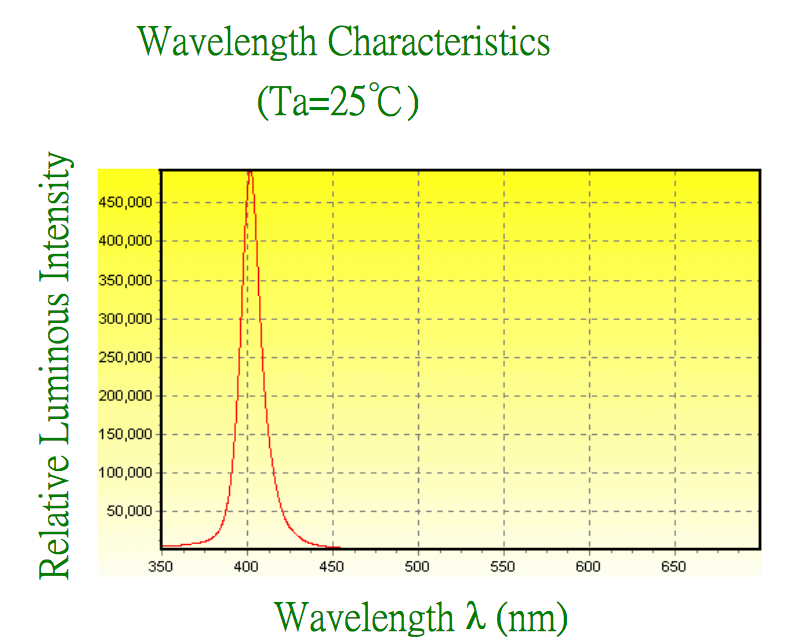 Wavelength Characteristics
(Ta=25℃)
Relative Luminous Intensity
450,000
400,000
350,000
300,000
250,000
200,000
150,000
100,000
50,000
350 400 450 500 550 600 650
Wavelength λ (nm)